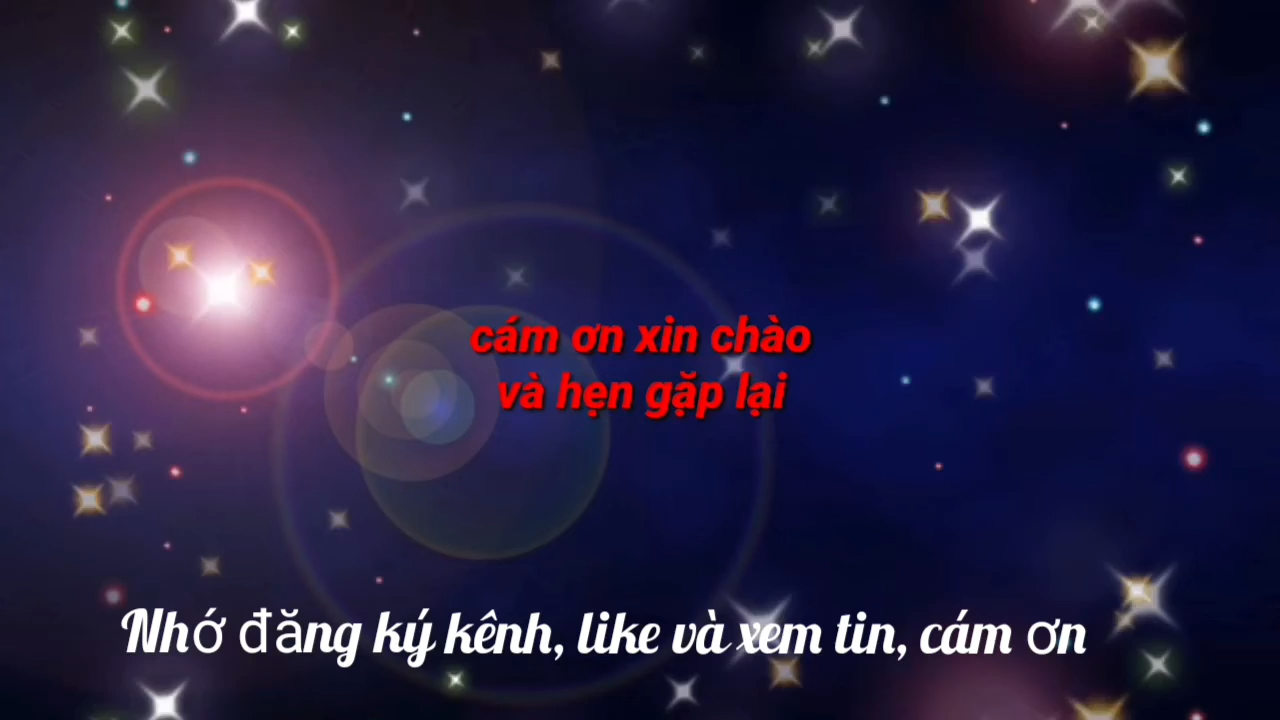 cám ơn xin chào
và hẹn gặp lại
Nhớ đăng ký kênh, like và xem tin, cám ơn